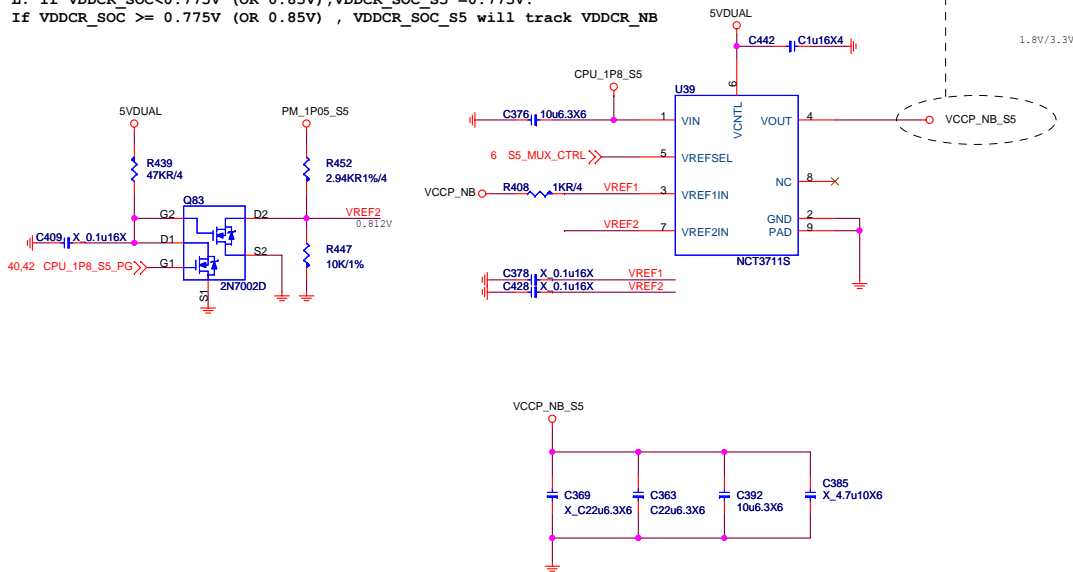 If VDDCR_SOC >= 0.775V (OR 0.85V) , VDDCR_SOC_S5 will track VDDCR_NB
5VDUAL
C442
C1u16X4
1.8V/3.3V
CPU_1P8_S5
U39
6
C376
10u6.3X6
1
VIN
VCNTL
VOUT
4
VCCP_NB_S5
5VDUAL
PM_1P05_S5
6 S5_MUX_CTRL
5
VREFSEL
R439
47KR/4
R452
2.94KR1%/4
NC
8
VCCP_NB
R408
1KR/4
VREF1
3
VREF1IN
Q83
G2
D2
VREF2
0.812V
GND
2
VREF2
7
VREF2IN
PAD
9
C409
X_0.1u16X
D1
S2
R447
10K/1%
NCT3711S
40,42 CPU_1P8_S5_PG
G1
2N7002D
S1
C378
X_0.1u16X
VREF1
C428
X_0.1u16X
VREF2
VCCP_NB_S5
C369
X_C22u6.3X6
C363
C22u6.3X6
C392
10u6.3X6
C385
X_4.7u10X6